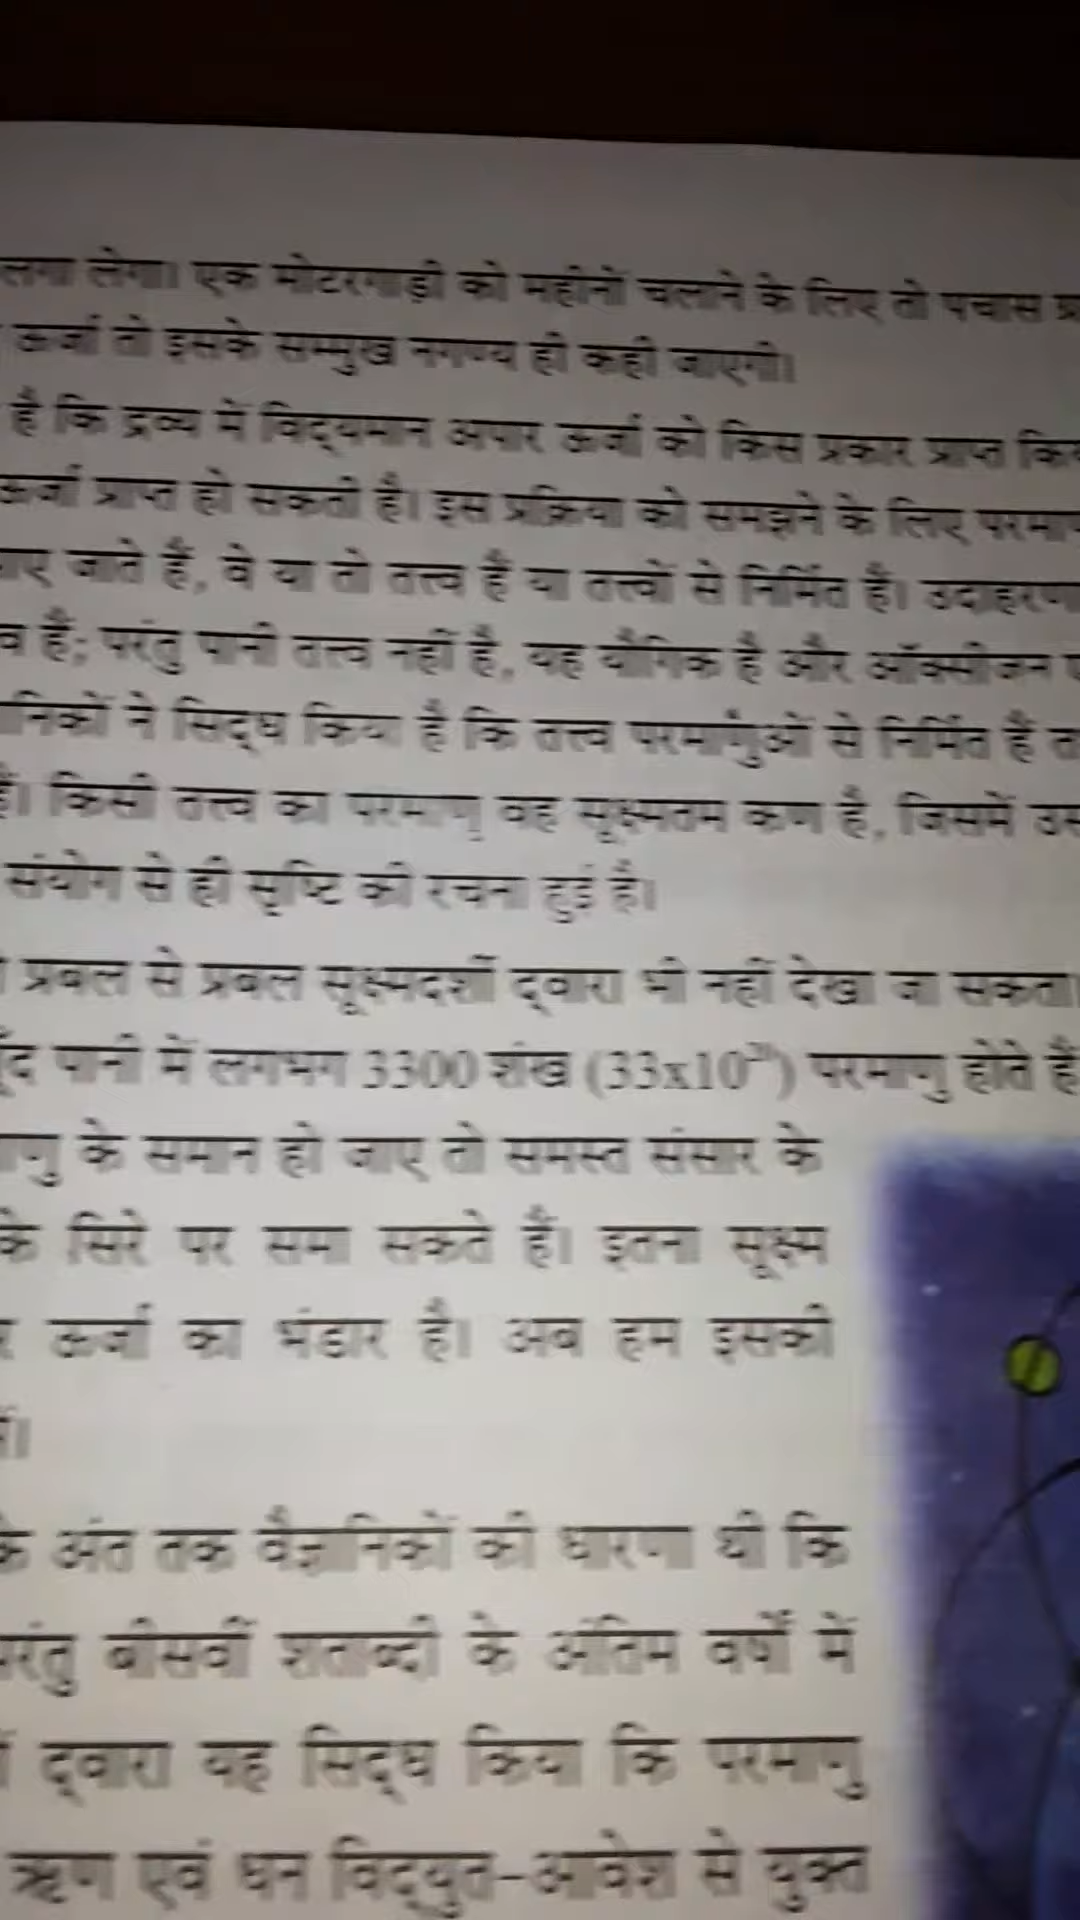 लगा लेगा। एक मोटरगाड़ी को महीनों चलाने के लिए तो पचास
ऊर्जा तो इसके सम्मुख नगण्य ही कही जाएगी।
है कि द्रव्य में विद्यमान अपार ऊर्जा को किस प्रकार प्राप्त
ऊर्जा प्राप्त हो सकती है। इस प्रक्रिया को समझने के लिए
जाते हैं, वे या तो तत्त्व हैं या तत्त्वों से निर्मित हैं।
हैं; परंतु पानी तत्त्व नहीं है, यह यौगिक है और ऑक्सीजन
ने सिद्ध किया है कि तत्त्व परमाणुओं से निर्मित हैं
किसी तत्त्व का परमाणु वह सूक्ष्मतम कण है, जिसमें
संयोग से ही सृष्टि की रचना हुई है।
प्रबल से प्रबल सूक्ष्मदर्शी द्वारा भी नहीं देखा जा सकता।
पानी में लगभग 3300 शंख परमाणु होते हैं
के समान हो जाए तो समस्त संसार के
के सिरे पर समा सकते हैं। इतना सूक्ष्म
ऊर्जा का भंडार है। अब हम इसकी
के अंत तक वैज्ञानिकों की धारणा थी कि
बीसवीं शताब्दी के अंतिम वर्षों में
द्वारा यह सिद्ध किया कि परमाणु
ऋण एवं धन विद्युत-आवेश से युक्त